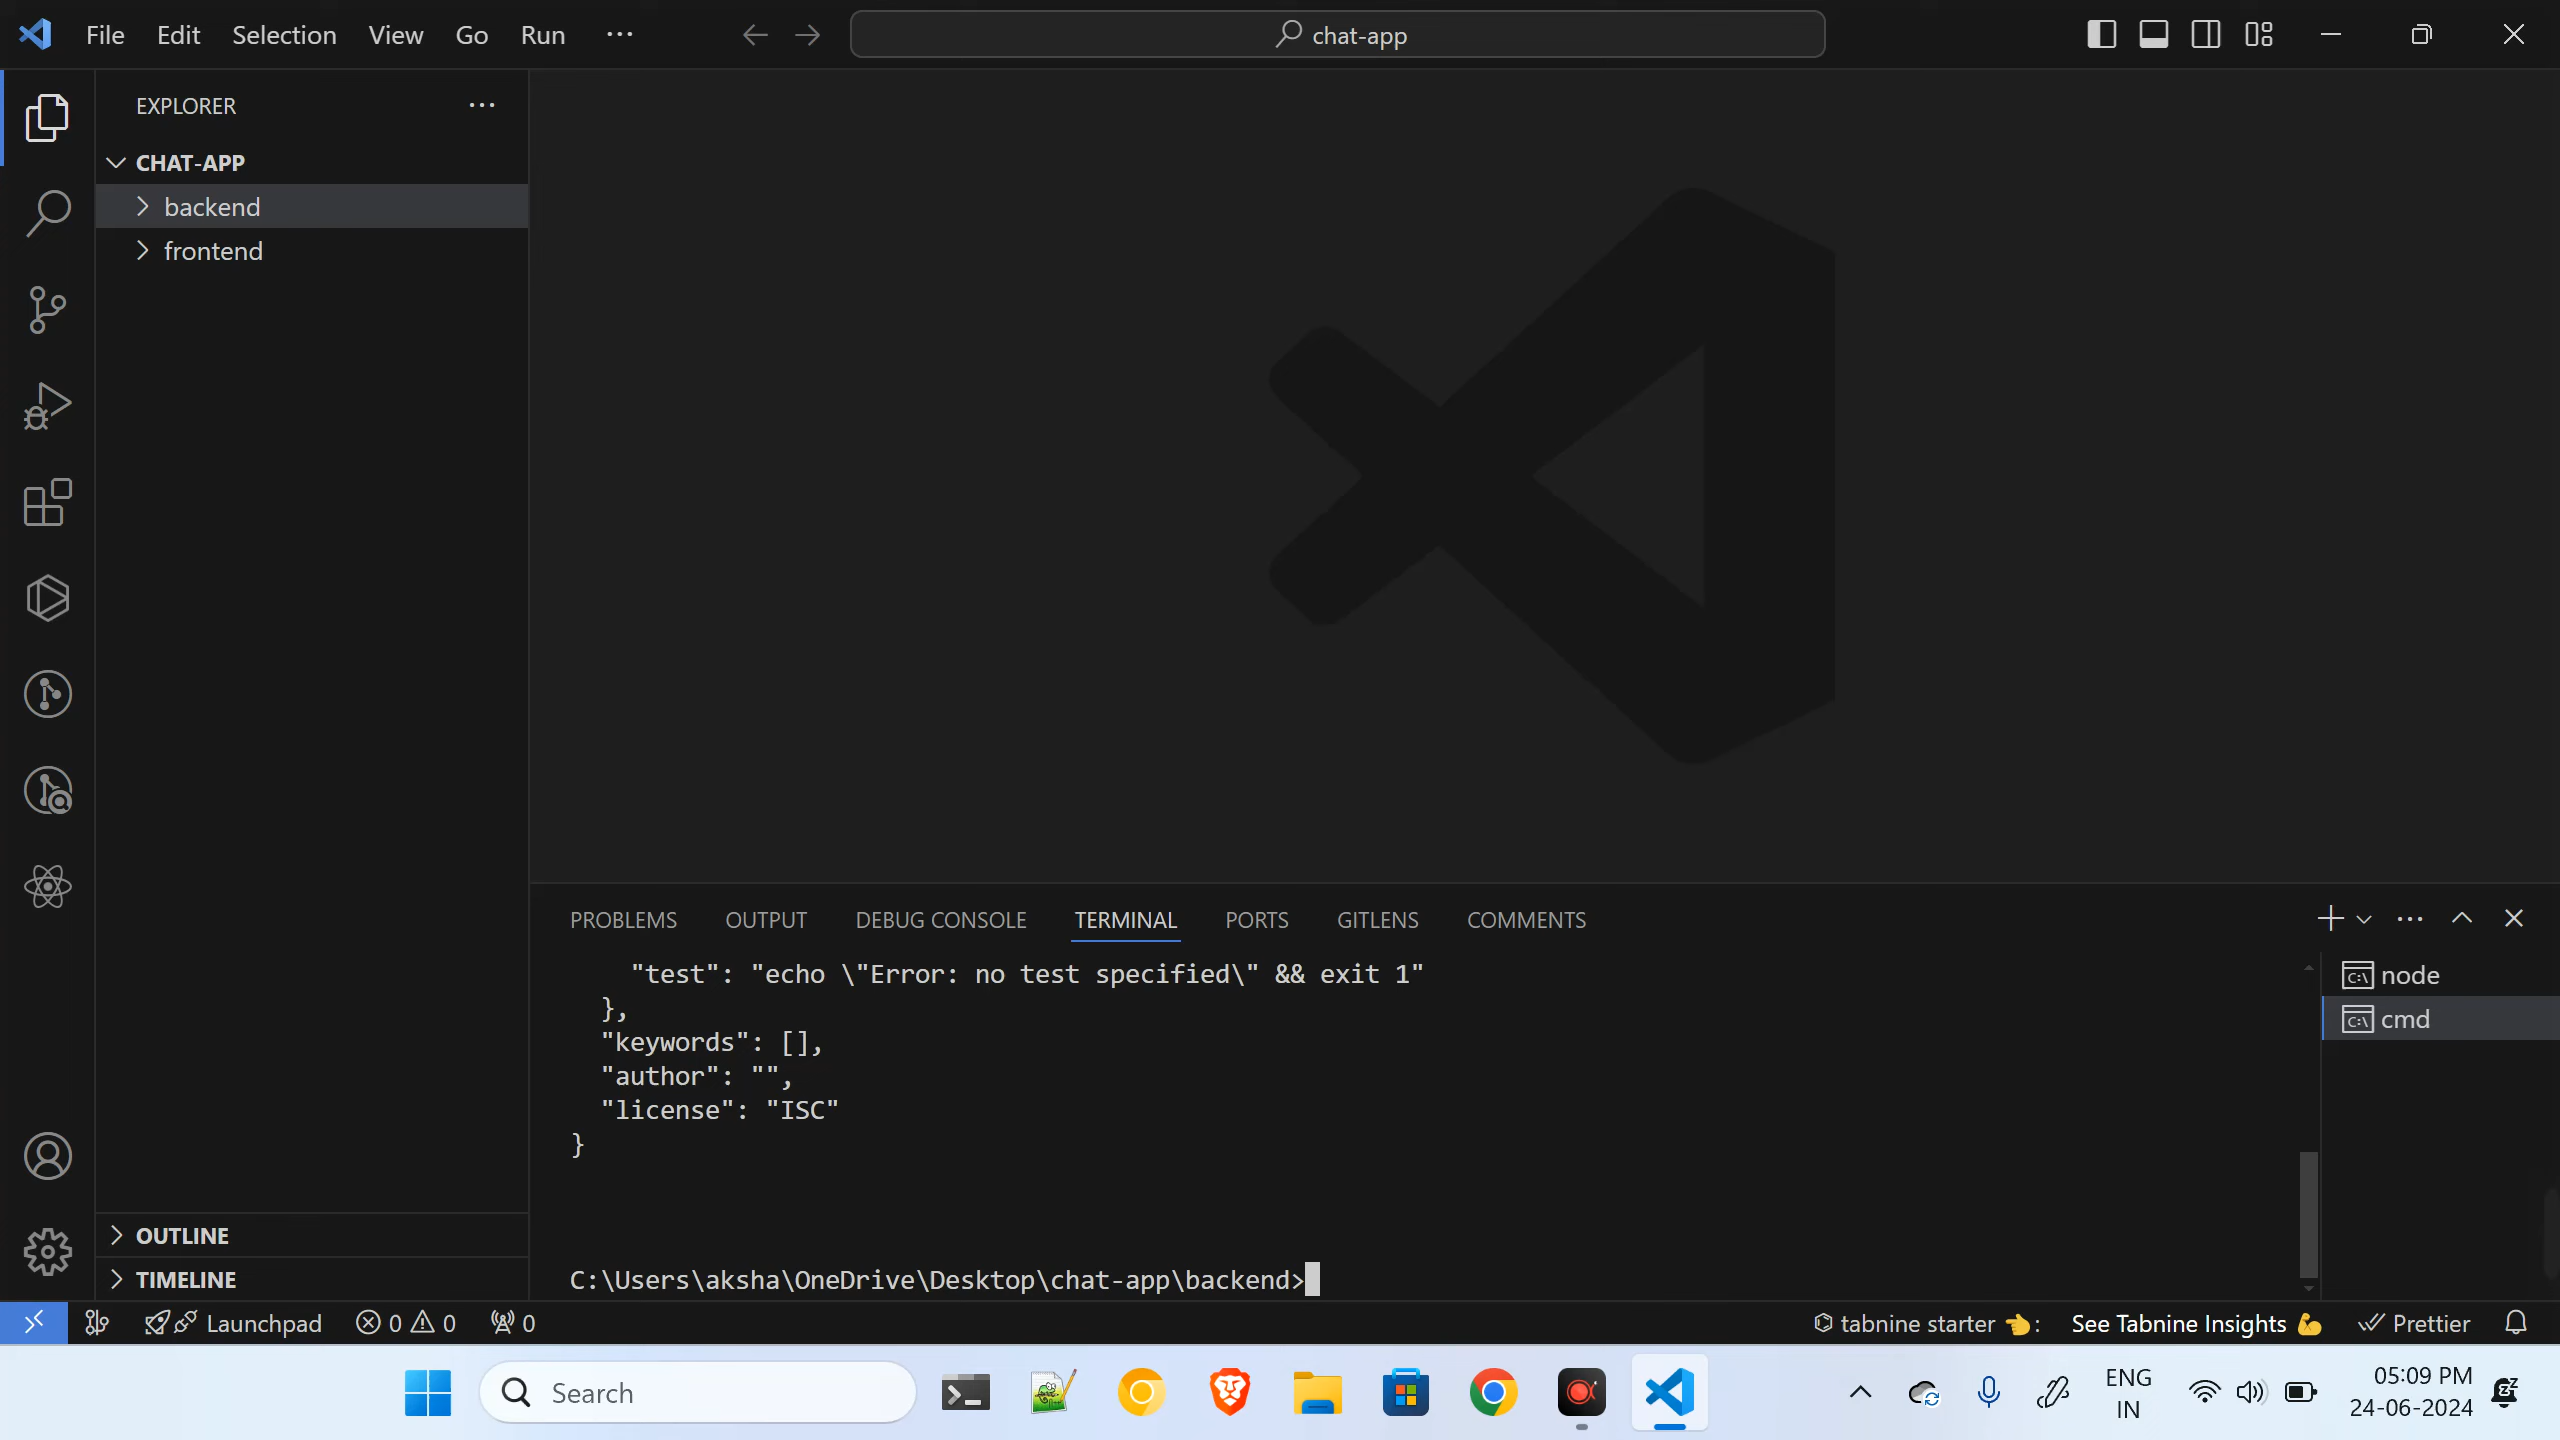 File Edit Selection View Go Run ···
chat-app
EXPLORER
CHAT-APP
backend
frontend
OUTLINE
TIMELINE
PROBLEMS OUTPUT DEBUG CONSOLE TERMINAL PORTS GITLENS COMMENTS
"test": "echo \"Error: no test specified\" && exit 1"
},
"keywords": [],
"author": "",
"license": "ISC"
}
C:\Users\aksha\OneDrive\Desktop\chat-app\backend>
node
cmd
Launchpad 0 0 0 tabnine starter 👈: See Tabnine Insights 💪 Prettier
Search
ENG
IN
05:09 PM
24-06-2024